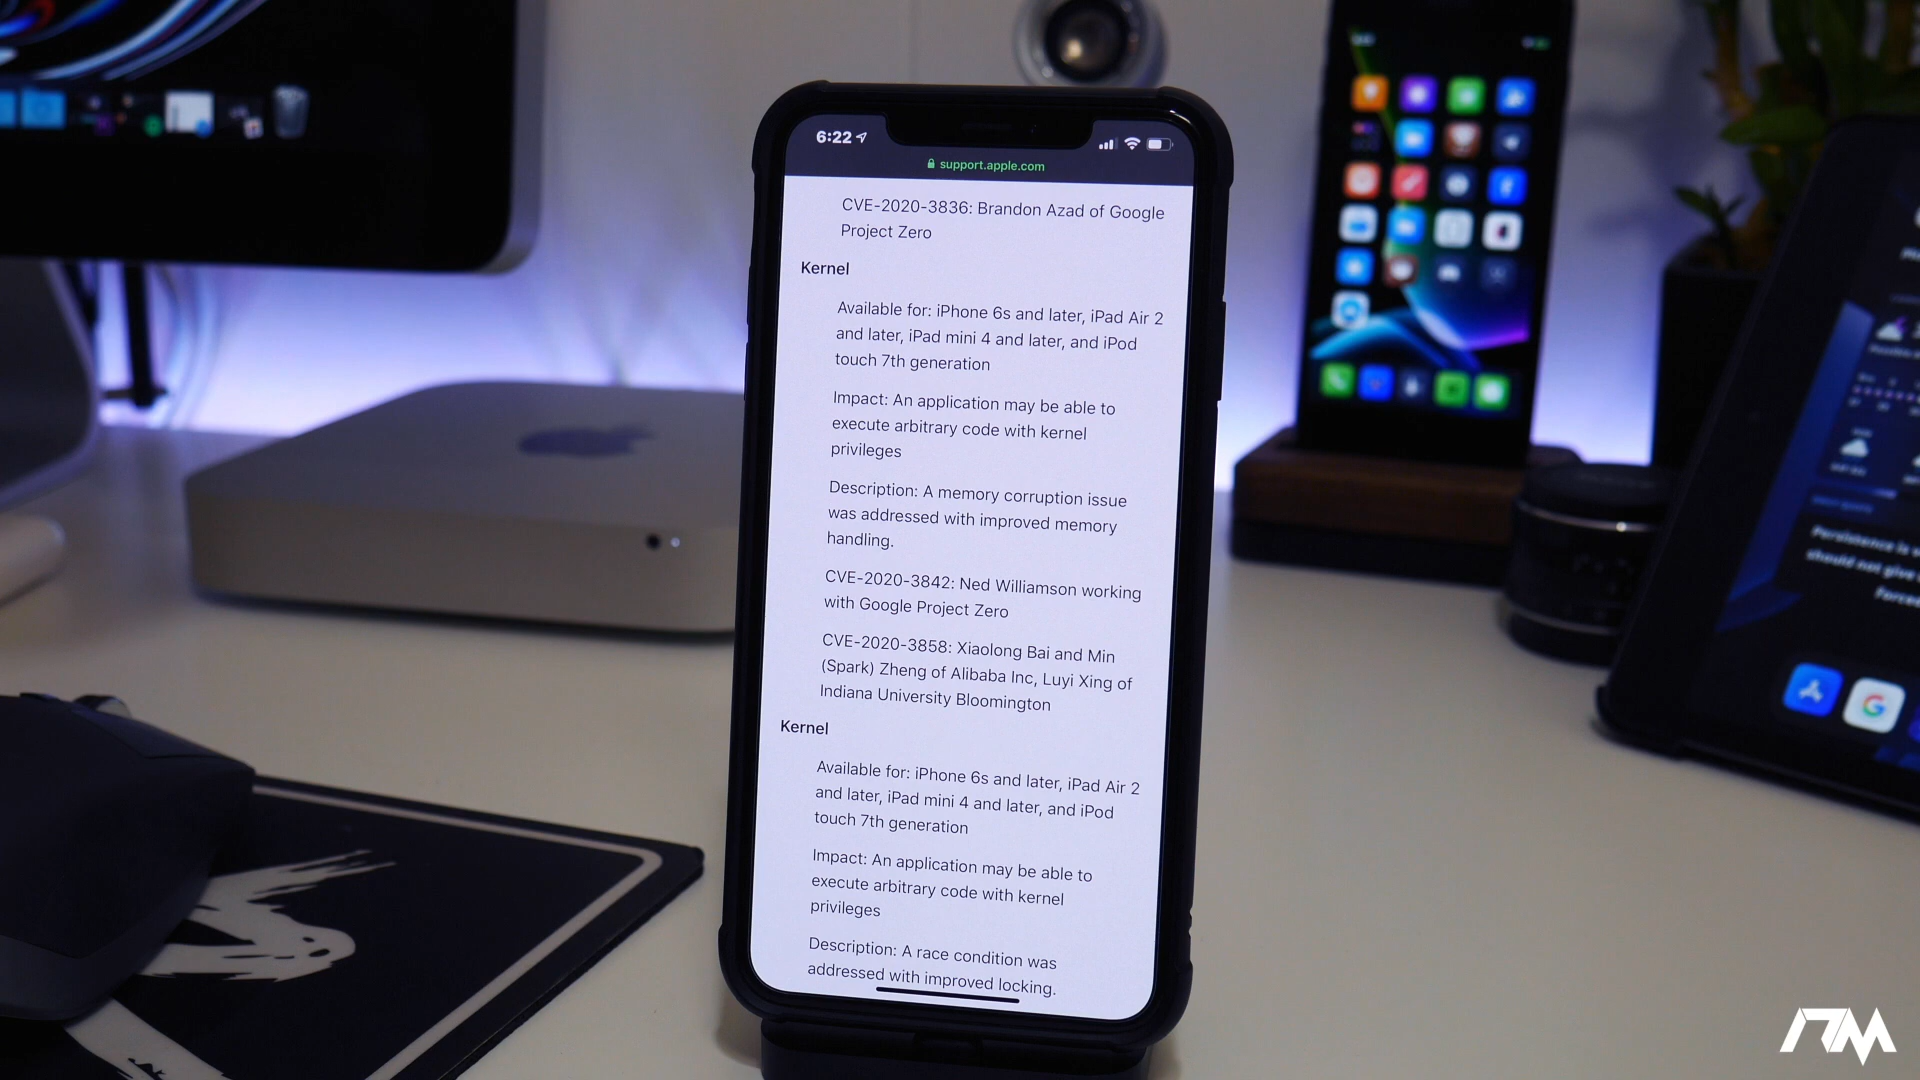 6:22
support.apple.com
CVE-2020-3836: Brandon Azad of Google
Project Zero
Kernel
Available for: iPhone 6s and later, iPad Air 2
and later, iPad mini 4 and later, and iPod
touch 7th generation
Impact: An application may be able to
execute arbitrary code with kernel
privileges
Description: A memory corruption issue
was addressed with improved memory
handling.
CVE-2020-3842: Ned Williamson working
with Google Project Zero
CVE-2020-3858: Xiaolong Bai and Min
(Spark) Zheng of Alibaba Inc, Luyi Xing of
Indiana University Bloomington
Kernel
Available for: iPhone 6s and later, iPad Air 2
and later, iPad mini 4 and later, and iPod
touch 7th generation
Impact: An application may be able to
execute arbitrary code with kernel
privileges
Description: A race condition was
addressed with improved locking.
Persistence is
should not give
G